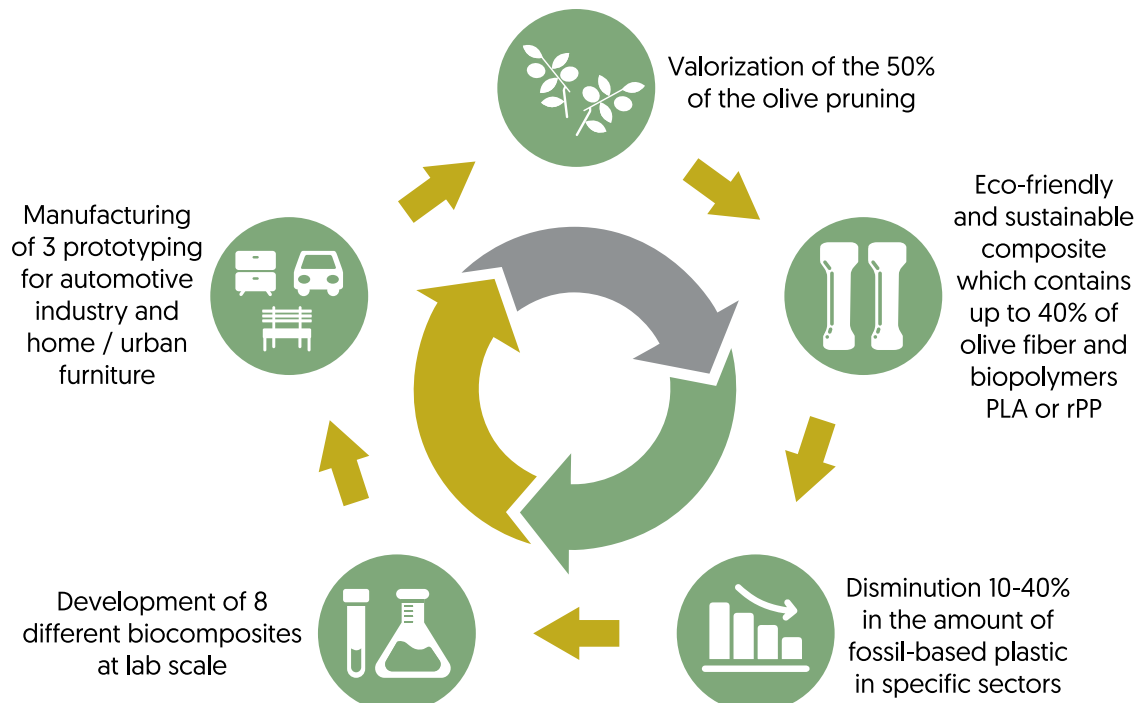 Valorization of the 50%
of the olive pruning
Eco-friendly
and sustainable
composite
which contains
up to 40% of
olive fiber and
biopolymers
PLA or rPP
Disminution 10-40%
in the amount of
fossil-based plastic
in specific sectors
Development of 8
different biocomposites
at lab scale
Manufacturing
of 3 prototyping
for automotive
industry and
home / urban
furniture